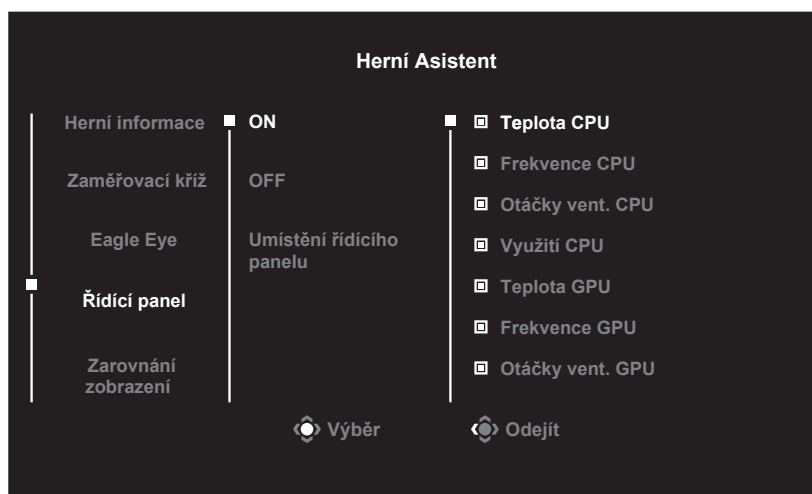 Herní Asistent
Herní informace
Zaměřovací kříž
Eagle Eye
Řídící panel
Zarovnání
zobrazení
ON
OFF
Umístění řídícího
panelu
Teplota CPU
Frekvence CPU
Otáčky vent. CPU
Využití CPU
Teplota GPU
Frekvence GPU
Otáčky vent. GPU
Výběr
Odejít